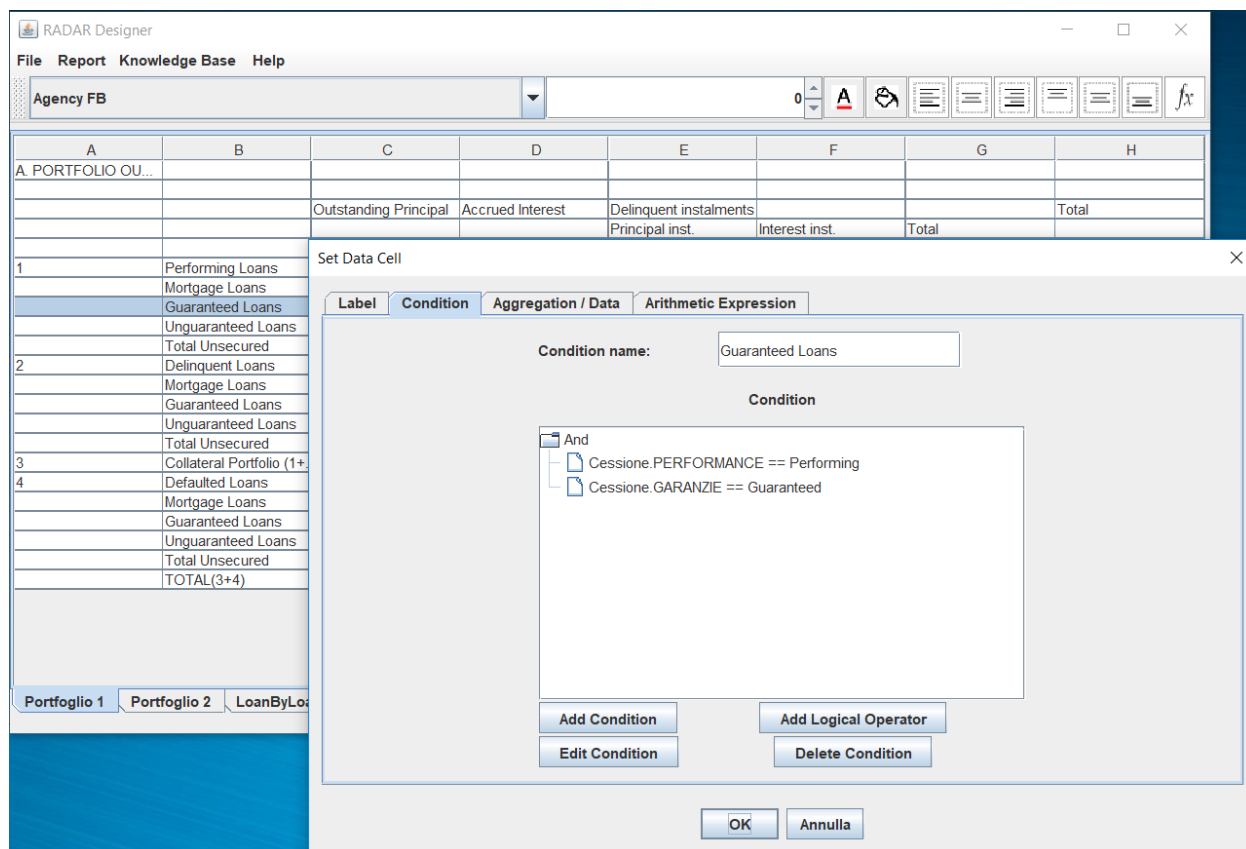 RADAR Designer
File Report Knowledge Base Help
Agency FB 0 A fx
A B C D E F G H
A. PORTFOLIO OU...
Outstanding Principal Accrued Interest Delinquent instalments Total
Principal inst. Interest inst. Total
1 Performing Loans
Mortgage Loans
Guaranteed Loans
Unguaranteed Loans
Total Unsecured
2 Delinquent Loans
Mortgage Loans
Guaranteed Loans
Unguaranteed Loans
Total Unsecured
3 Collateral Portfolio (1+..
4 Defaulted Loans
Mortgage Loans
Guaranteed Loans
Unguaranteed Loans
Total Unsecured
TOTAL(3+4)
Portfoglio 1 Portfoglio 2 LoanByLoa
Set Data Cell
Label Condition Aggregation / Data Arithmetic Expression
Condition name: Guaranteed Loans
Condition
And
Cessione.PERFORMANCE == Performing
Cessione.GARANZIE == Guaranteed
Add Condition Add Logical Operator
Edit Condition Delete Condition
OK Annulla